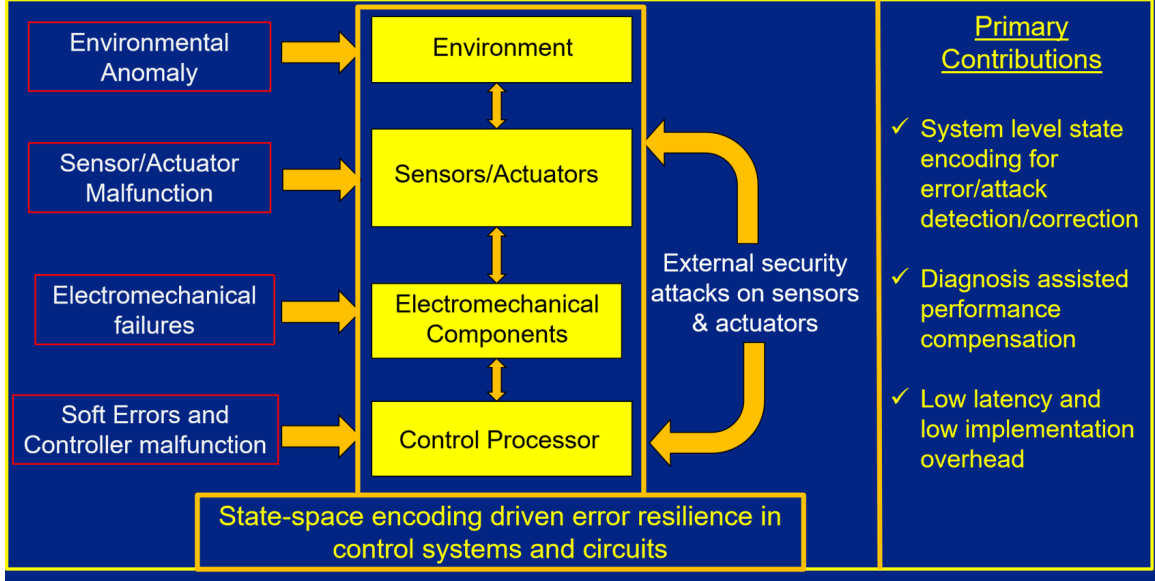 Environmental
Anomaly
Environment
Sensor/Actuator
Malfunction
Sensors/Actuators
Electromechanical
failures
Electromechanical
Components
Soft Errors and
Controller malfunction
Control Processor
External security
attacks on sensors
& actuators
State-space encoding driven error resilience in
control systems and circuits
Primary
Contributions
✓ System level state
encoding for
error/attack
detection/correction
✓ Diagnosis assisted
performance
compensation
✓ Low latency and
low implementation
overhead